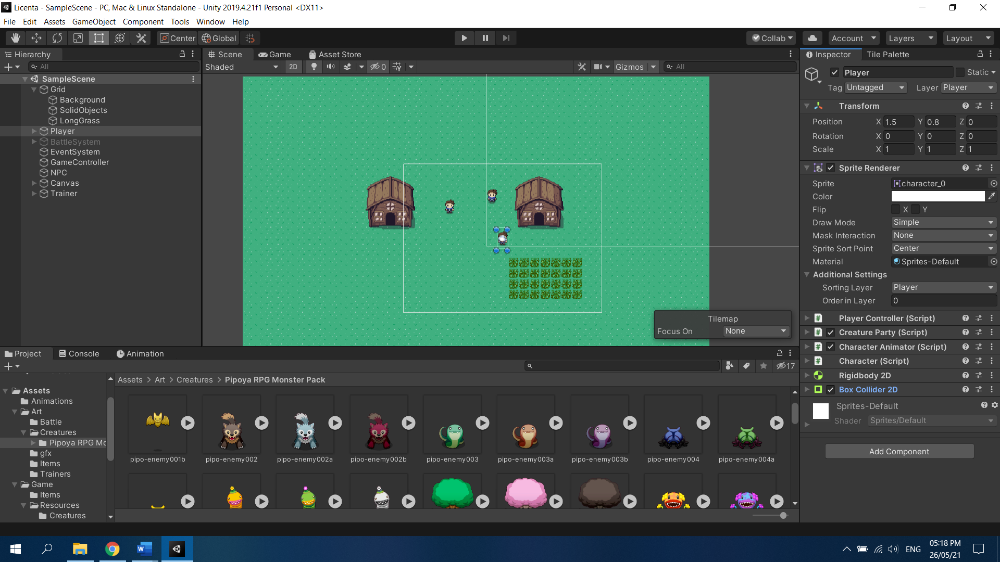 Licenta - SampleScene - PC, Mac & Linux Standalone - Unity 2019.4.21f1 Personal <DX11>
File Edit Assets GameObject Component Tools Window Help
Center Global Collab Account Layers Layout
Hierarchy
All
SampleScene
Grid
Background
SolidObjects
LongGrass
Player
BattleSystem
EventSystem
GameController
NPC
Canvas
Trainer
Scene Game Asset Store
Shaded 2D 0 Gizmos All
Tilemap
Focus On None
Inspector Tile Palette
Player Static
Tag Untagged Layer Player
Transform
Position X 1.5 Y 0.8 Z 0
Rotation X 0 Y 0 Z 0
Scale X 1 Y 1 Z 1
Sprite Renderer
Sprite character_0
Color
Flip X Y
Draw Mode Simple
Mask Interaction None
Sprite Sort Point Center
Material Sprites-Default
Additional Settings
Sorting Layer Player
Order in Layer 0
Player Controller (Script)
Creature Party (Script)
Character Animator (Script)
Character (Script)
Rigidbody 2D
Box Collider 2D
Sprites-Default
Shader Sprites/Default
Add Component
Project Console Animation
17
Assets
Animations
Art
Battle
Creatures
Pipoya RPG Mo
gfx
Items
Trainers
Game
Items
Resources
Creatures
Assets > Art > Creatures > Pipoya RPG Monster Pack
pipo-enemy001b pipo-enemy002 pipo-enemy002a pipo-enemy002b pipo-enemy003 pipo-enemy003a pipo-enemy003b pipo-enemy004 pipo-enemy004a
ENG
05:18 PM
26/05/21